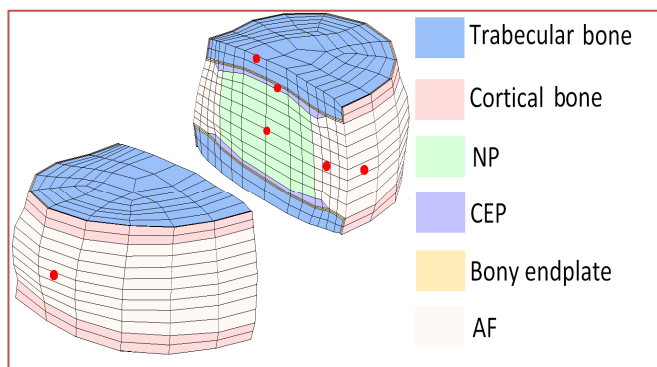 Trabecular bone
Cortical bone
NP
CEP
Bony endplate
AF